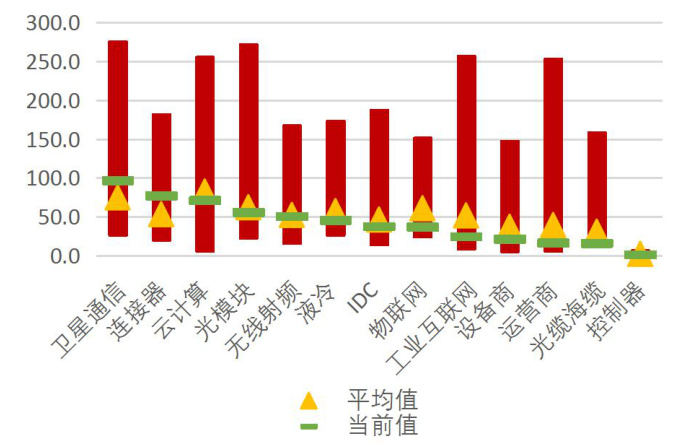 300.0
250.0
200.0
150.0
100.0
50.0
0.0
卫星通信
连接器
云计算
光模块
无线射频
液冷
IDC
物联网
工业互联网
设备商
运营商
光缆海缆
控制器
平均值
当前值